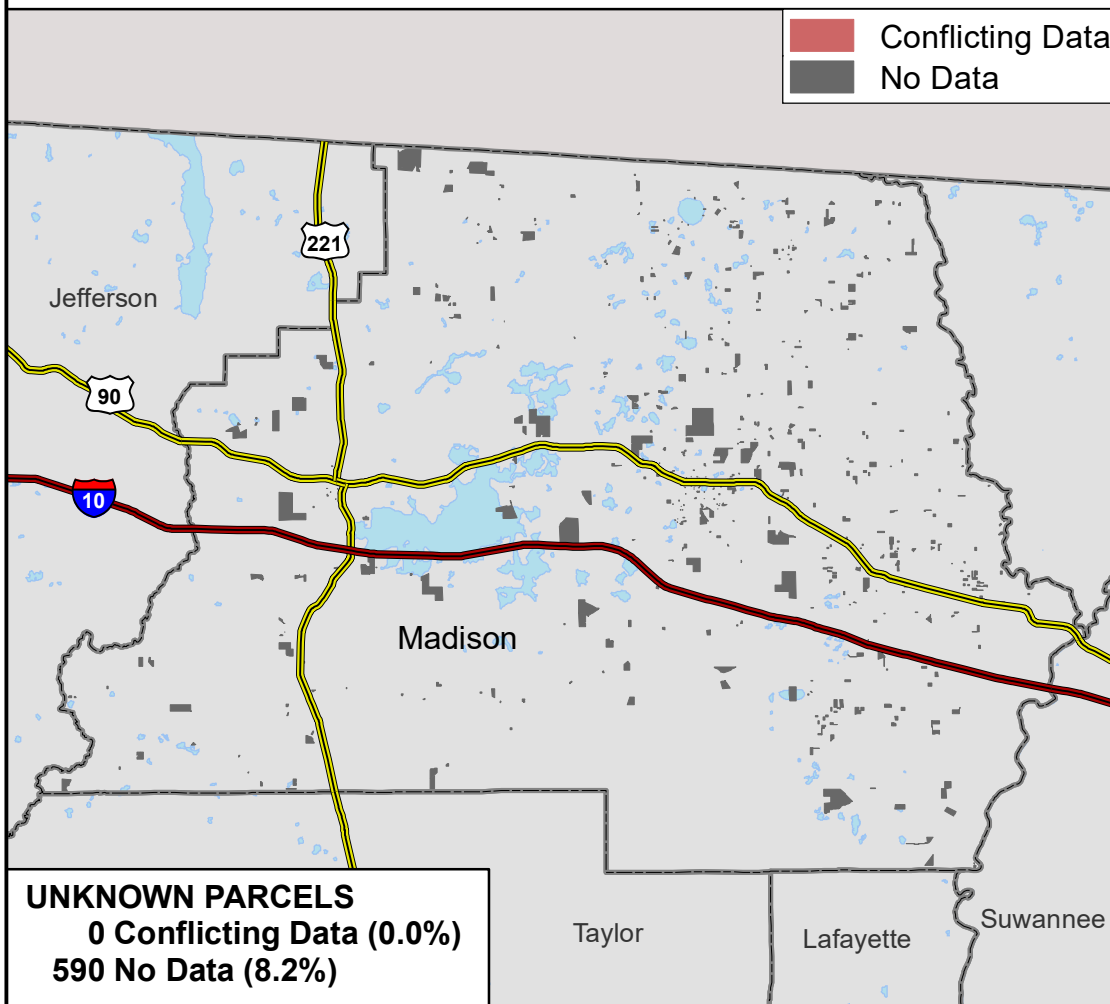 Conflicting Data
No Data
221
Jefferson
90
10
Madison
UNKNOWN PARCELS
0 Conflicting Data (0.0%)
590 No Data (8.2%)
Taylor
Lafayette
Suwannee